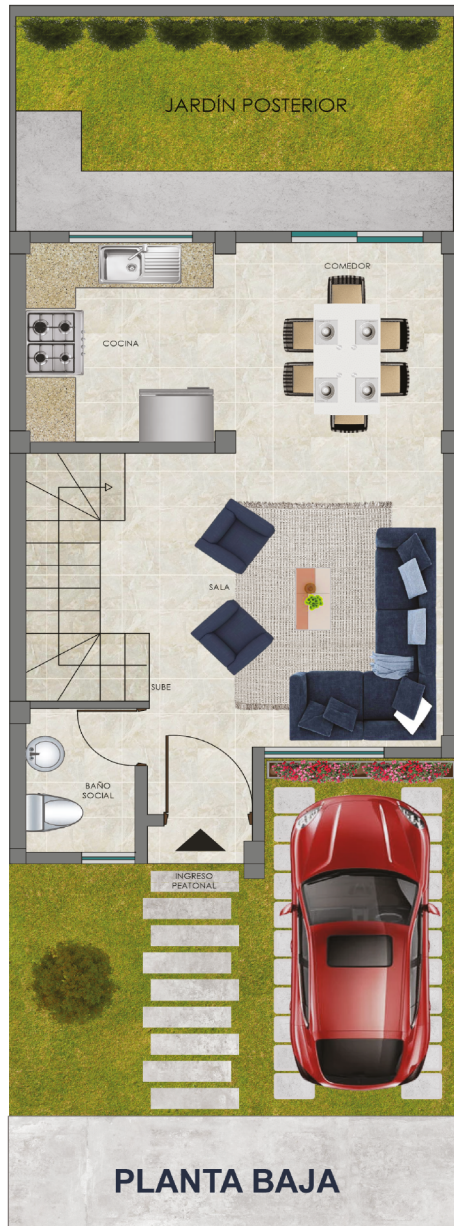 JARDÍN POSTERIOR
COMEDOR
COCINA
SALA
SUBE
BAÑO
SOCIAL
INGRESO
PEATONAL
PLANTA BAJA